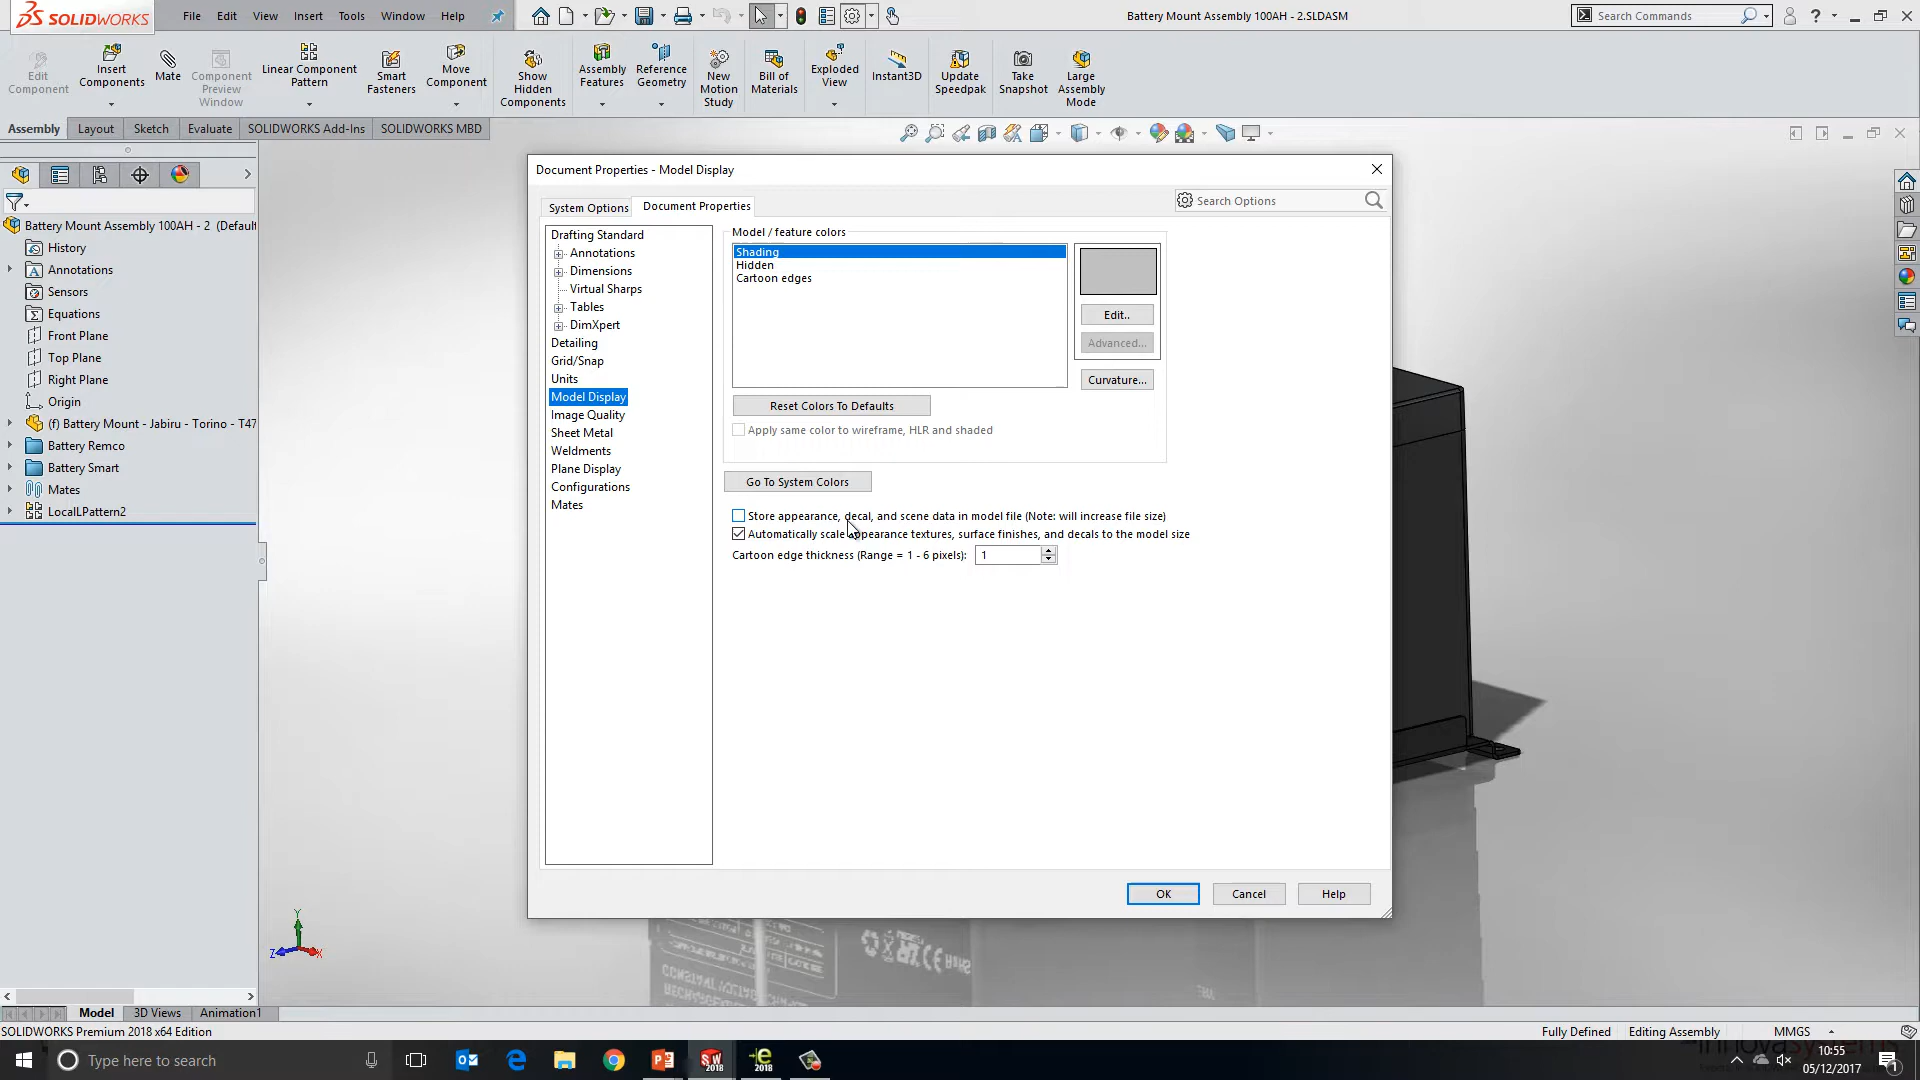 SOLIDWORKS
File Edit View Insert Tools Window Help
Battery Mount Assembly 100AH - 2.SLDASM
Search Commands
Edit Component
Insert Components
Mate
Component Preview Window
Linear Component Pattern
Smart Fasteners
Move Component
Show Hidden Components
Assembly Features
Reference Geometry
New Motion Study
Bill of Materials
Exploded View
Instant3D
Update Speedpak
Take Snapshot
Large Assembly Mode
Assembly Layout Sketch Evaluate SOLIDWORKS Add-Ins SOLIDWORKS MBD
Battery Mount Assembly 100AH - 2 (Defaul
History
Annotations
Sensors
Equations
Front Plane
Top Plane
Right Plane
Origin
(f) Battery Mount - Jabiru - Torino - T47
Battery Remco
Battery Smart
Mates
LocalLPattern2
Document Properties - Model Display
System Options Document Properties
Search Options
Drafting Standard
Annotations
Dimensions
Virtual Sharps
Tables
DimXpert
Detailing
Grid/Snap
Units
Model Display
Image Quality
Sheet Metal
Weldments
Plane Display
Configurations
Mates
Model / feature colors
Shading
Hidden
Cartoon edges
Edit..
Advanced...
Curvature...
Reset Colors To Defaults
Apply same color to wireframe, HLR and shaded
Go To System Colors
Store appearance, decal, and scene data in model file (Note: will increase file size)
Automatically scale appearance textures, surface finishes, and decals to the model size
Cartoon edge thickness (Range = 1 - 6 pixels): 1
OK Cancel Help
Y
Z X
Model 3D Views Animation1
SOLIDWORKS Premium 2018 x64 Edition
Fully Defined Editing Assembly MMGS
Type here to search
SW 2018
e 2018
10:55
05/12/2017
1